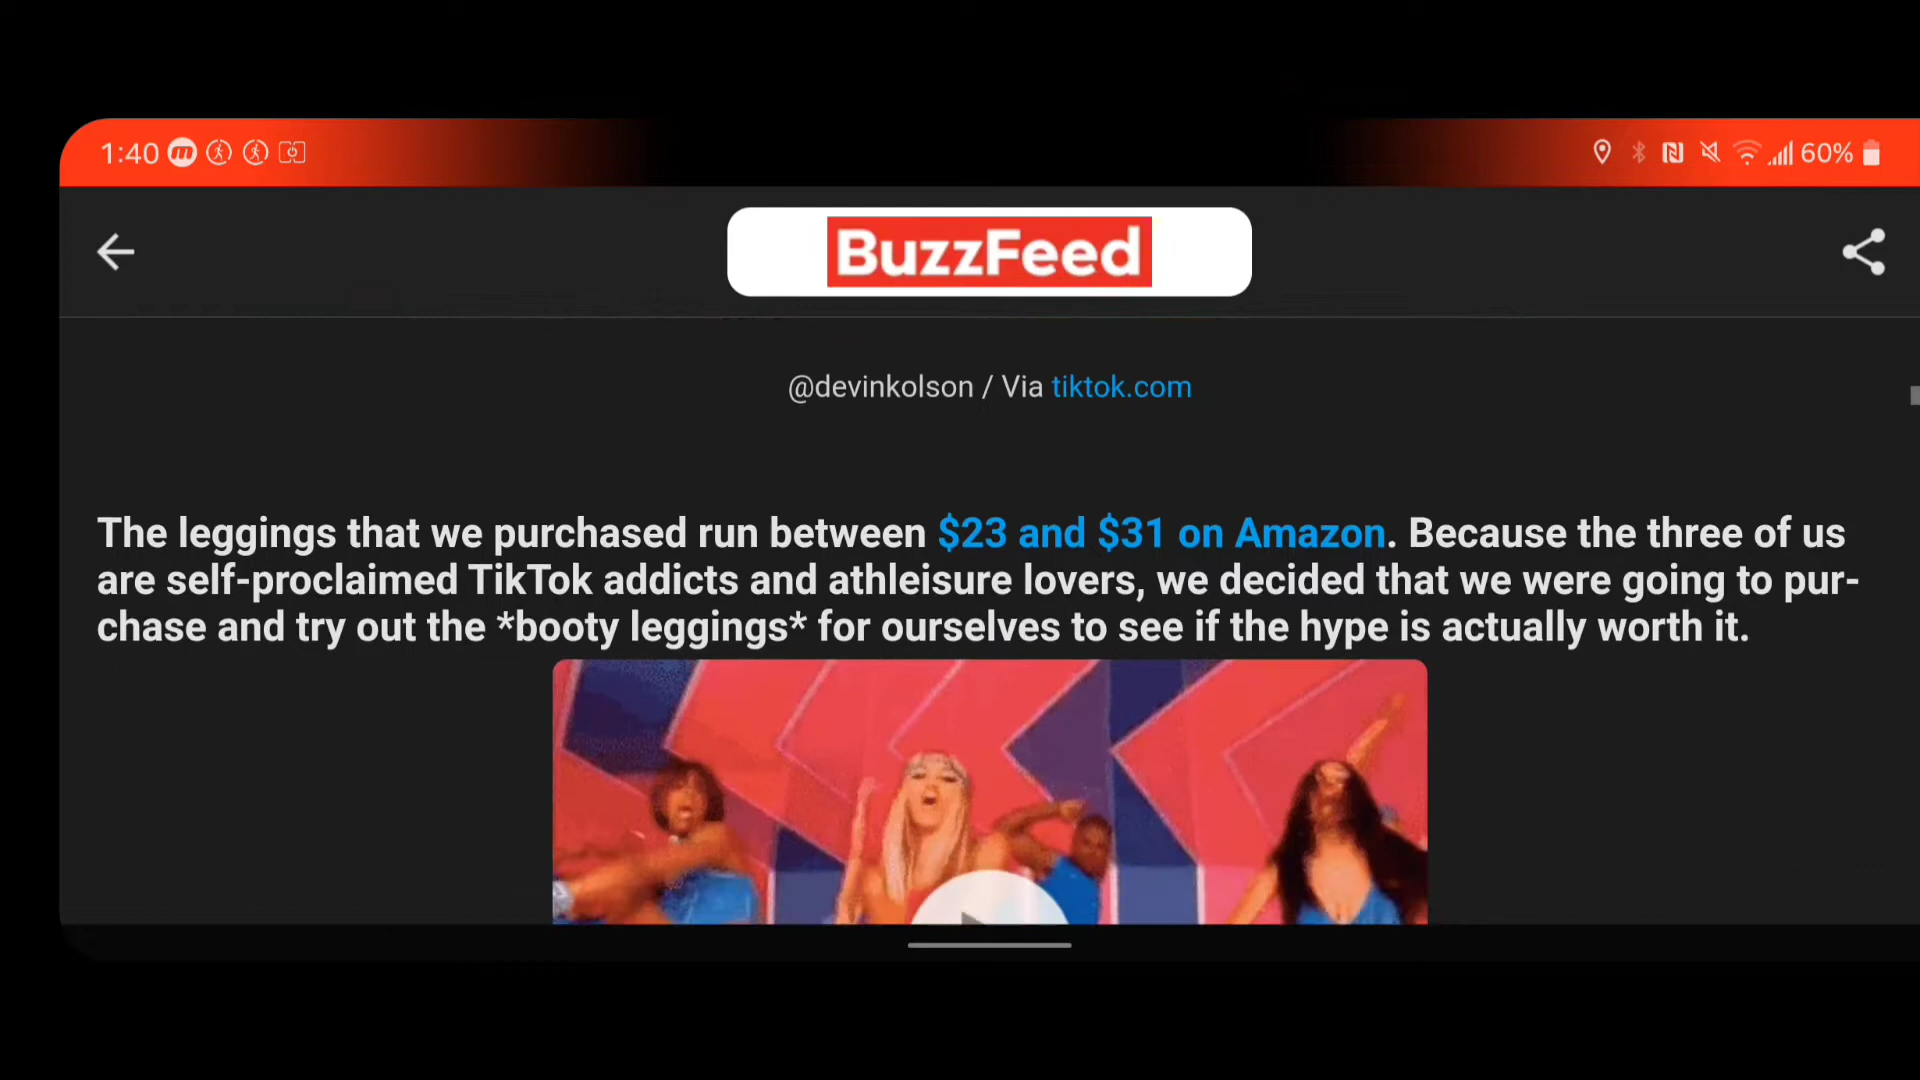 1:40
60%
BuzzFeed
@devinkolson / Via tiktok.com
The leggings that we purchased run between $23 and $31 on Amazon. Because the three of us
are self-proclaimed TikTok addicts and athleisure lovers, we decided that we were going to pur-
chase and try out the *booty leggings* for ourselves to see if the hype is actually worth it.